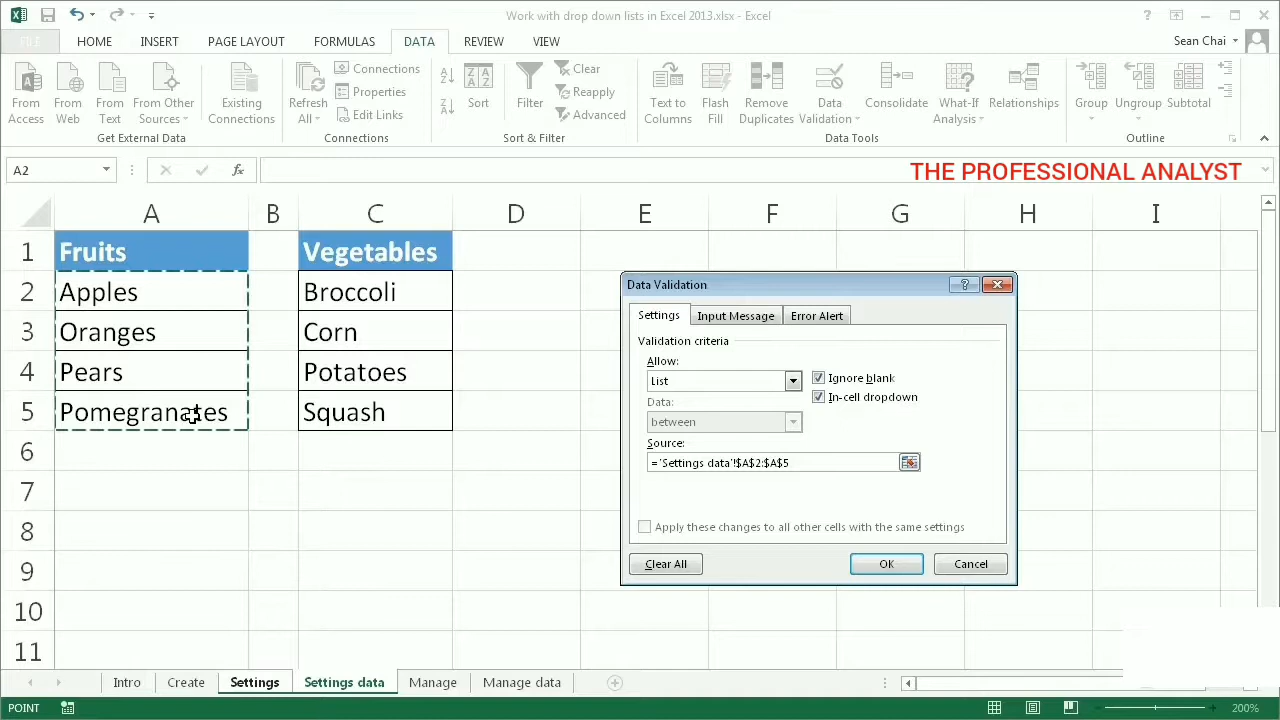 Work with drop down lists in Excel 2013.xlsx - Excel
FILE HOME INSERT PAGE LAYOUT FORMULAS DATA REVIEW VIEW Sean Chai
From Access
From Web
From Text
From Other Sources
Existing Connections
Get External Data
Refresh All
Connections
Properties
Edit Links
Connections
Sort
Filter
Clear
Reapply
Advanced
Sort & Filter
Text to Columns
Flash Fill
Remove Duplicates
Data Validation
Consolidate
What-If Analysis
Relationships
Data Tools
Group
Ungroup
Subtotal
Outline
A2 fx THE PROFESSIONAL ANALYST
A B C D E F G H I
1 Fruits Vegetables
2 Apples Broccoli
3 Oranges Corn
4 Pears Potatoes
5 Pomegranates Squash
6
7
8
9
10
11
Data Validation
Settings Input Message Error Alert
Validation criteria
Allow:
List
Ignore blank
In-cell dropdown
Data:
between
Source:
='Settings data'!$A$2:$A$5
Apply these changes to all other cells with the same settings
Clear All OK Cancel
Intro Create Settings Settings data Manage Manage data
POINT 200%